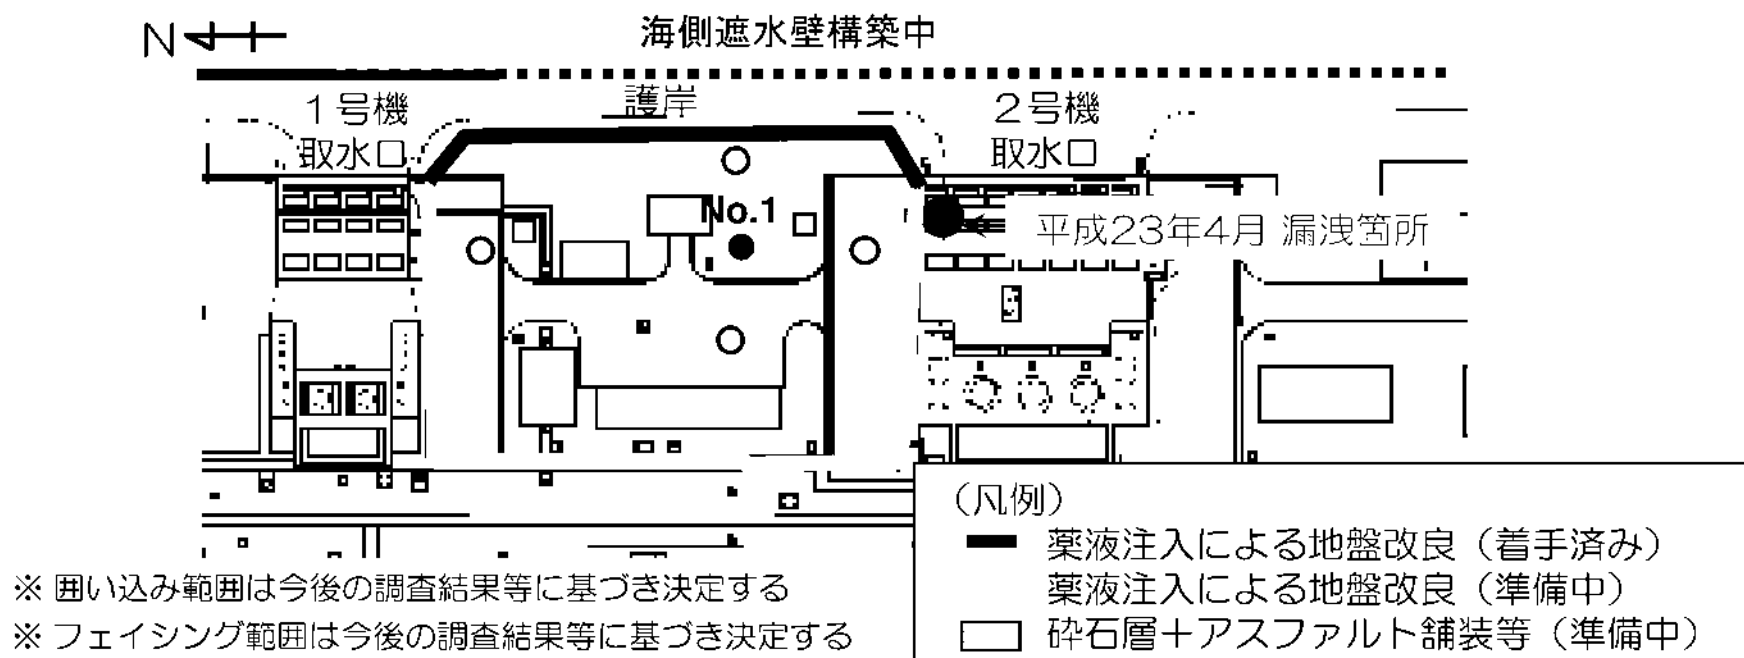 N
海側遮水壁構築中
護岸
1号機
取水口
2号機
取水口
No.1
平成23年4月 漏洩箇所
(凡例)
薬液注入による地盤改良(着手済み)
薬液注入による地盤改良(準備中)
砕石層+アスファルト舗装等(準備中)
※ 囲い込み範囲は今後の調査結果等に基づき決定する
※ フェイシング範囲は今後の調査結果等に基づき決定する